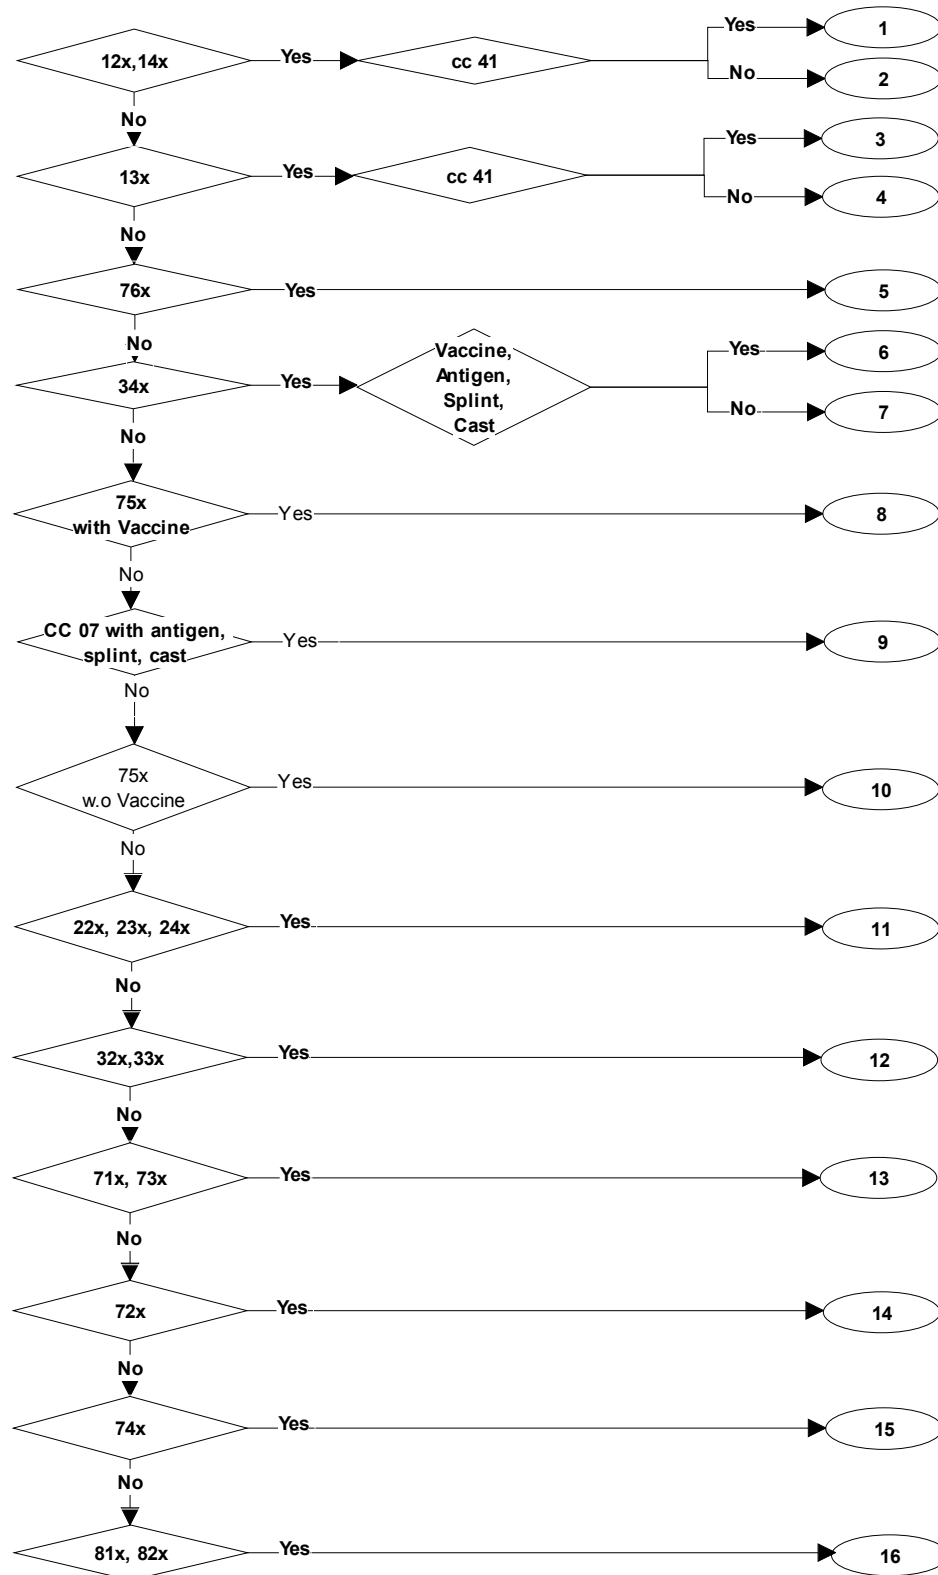 12x,14x
Yes
cc 41
Yes
1
No
2
No
13x
Yes
cc 41
Yes
3
No
4
No
76x
Yes
5
No
34x
Yes
Vaccine,
Antigen,
Splint,
Cast
Yes
6
No
7
No
75x
with Vaccine
Yes
8
No
CC 07 with antigen,
splint, cast
Yes
9
No
75x
w.o Vaccine
Yes
10
No
22x, 23x, 24x
Yes
11
No
32x,33x
Yes
12
No
71x, 73x
Yes
13
No
72x
Yes
14
No
74x
Yes
15
No
81x, 82x
Yes
16